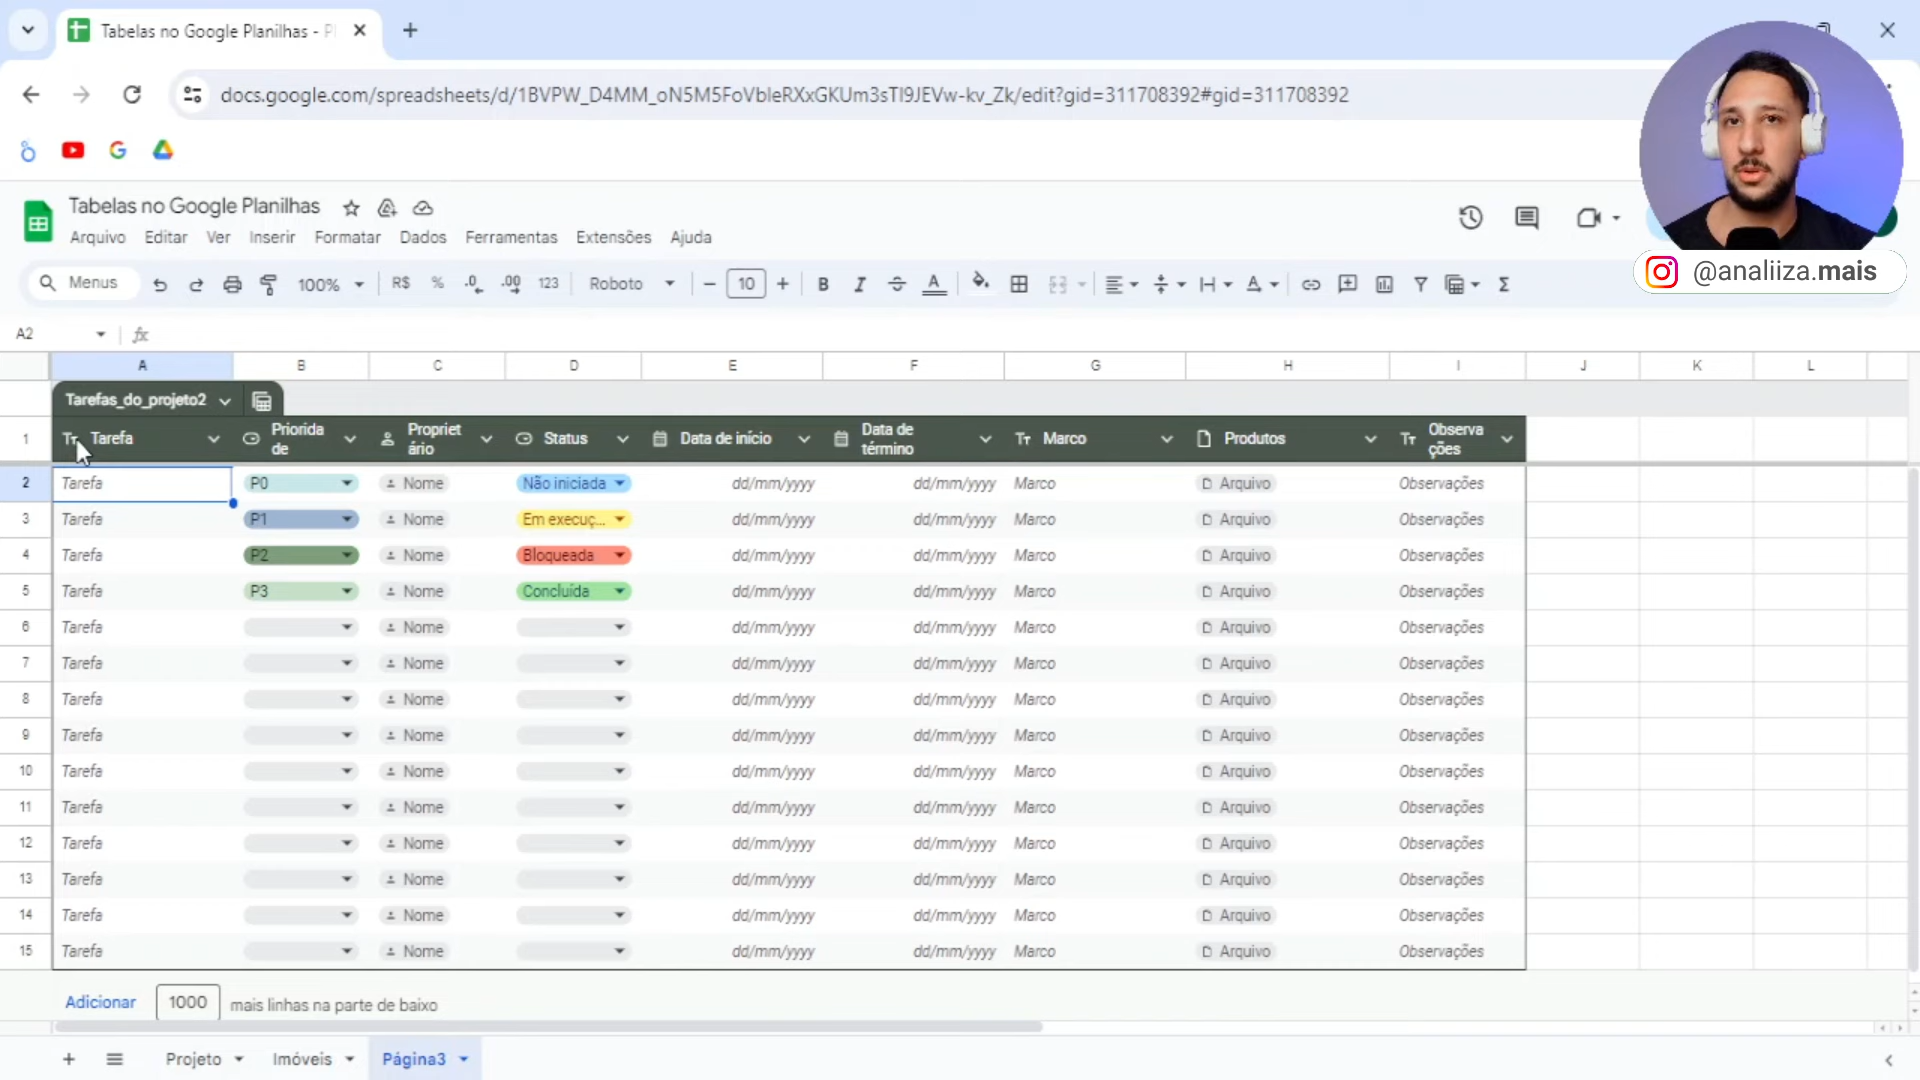 Tabelas no Google Planilhas - Pl
docs.google.com/spreadsheets/d/1BVPW_D4MM_oN5M5FoVbleRXxGKUm3sTI9JEVw-kv_Zk/edit?gid=311708392#gid=311708392
Tabelas no Google Planilhas
Arquivo Editar Ver Inserir Formatar Dados Ferramentas Extensões Ajuda
@analiiza.mais
Menus 100% R$ % .0 .00 123 Roboto 10 B I A Σ
A2 fx
A B C D E F G H I J K L
Tarefas_do_projeto2
1 Tarefa Priorida de Propriet ário Status Data de início Data de término Marco Produtos Observa ções
2 Tarefa P0 Nome Não iniciada dd/mm/yyyy dd/mm/yyyy Marco Arquivo Observações
3 Tarefa P1 Nome Em execuç... dd/mm/yyyy dd/mm/yyyy Marco Arquivo Observações
4 Tarefa P2 Nome Bloqueada dd/mm/yyyy dd/mm/yyyy Marco Arquivo Observações
5 Tarefa P3 Nome Concluída dd/mm/yyyy dd/mm/yyyy Marco Arquivo Observações
6 Tarefa Nome dd/mm/yyyy dd/mm/yyyy Marco Arquivo Observações
7 Tarefa Nome dd/mm/yyyy dd/mm/yyyy Marco Arquivo Observações
8 Tarefa Nome dd/mm/yyyy dd/mm/yyyy Marco Arquivo Observações
9 Tarefa Nome dd/mm/yyyy dd/mm/yyyy Marco Arquivo Observações
10 Tarefa Nome dd/mm/yyyy dd/mm/yyyy Marco Arquivo Observações
11 Tarefa Nome dd/mm/yyyy dd/mm/yyyy Marco Arquivo Observações
12 Tarefa Nome dd/mm/yyyy dd/mm/yyyy Marco Arquivo Observações
13 Tarefa Nome dd/mm/yyyy dd/mm/yyyy Marco Arquivo Observações
14 Tarefa Nome dd/mm/yyyy dd/mm/yyyy Marco Arquivo Observações
15 Tarefa Nome dd/mm/yyyy dd/mm/yyyy Marco Arquivo Observações
Adicionar 1000 mais linhas na parte de baixo
Projeto Imóveis Página3